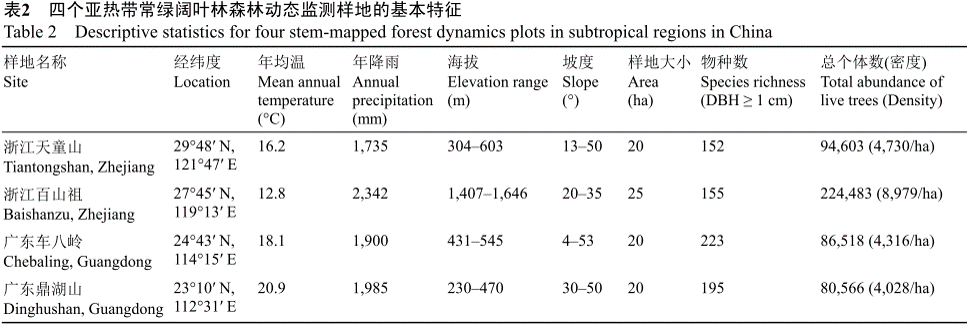 表2 四个亚热带常绿阔叶林森林动态监测样地的基本特征
Table 2 Descriptive statistics for four stem-mapped forest dynamics plots in subtropical regions in China
样地名称 经纬度 年均温 年降雨 海拔 坡度 样地大小 物种数 总个体数(密度)
Site Location Mean annual Annual Elevation range Slope Area Species richness Total abundance of
temperature precipitation (m) (°) (ha) (DBH ≥ 1 cm) live trees (Density)
(°C) (mm)
浙江天童山 29°48′ N, 16.2 1,735 304–603 13–50 20 152 94,603 (4,730/ha)
Tiantongshan, Zhejiang 121°47′ E
浙江百山祖 27°45′ N, 12.8 2,342 1,407–1,646 20–35 25 155 224,483 (8,979/ha)
Baishanzu, Zhejiang 119°13′ E
广东车八岭 24°43′ N, 18.1 1,900 431–545 4–53 20 223 86,518 (4,316/ha)
Chebaling, Guangdong 114°15′ E
广东鼎湖山 23°10′ N, 20.9 1,985 230–470 30–50 20 195 80,566 (4,028/ha)
Dinghushan, Guangdong 112°31′ E